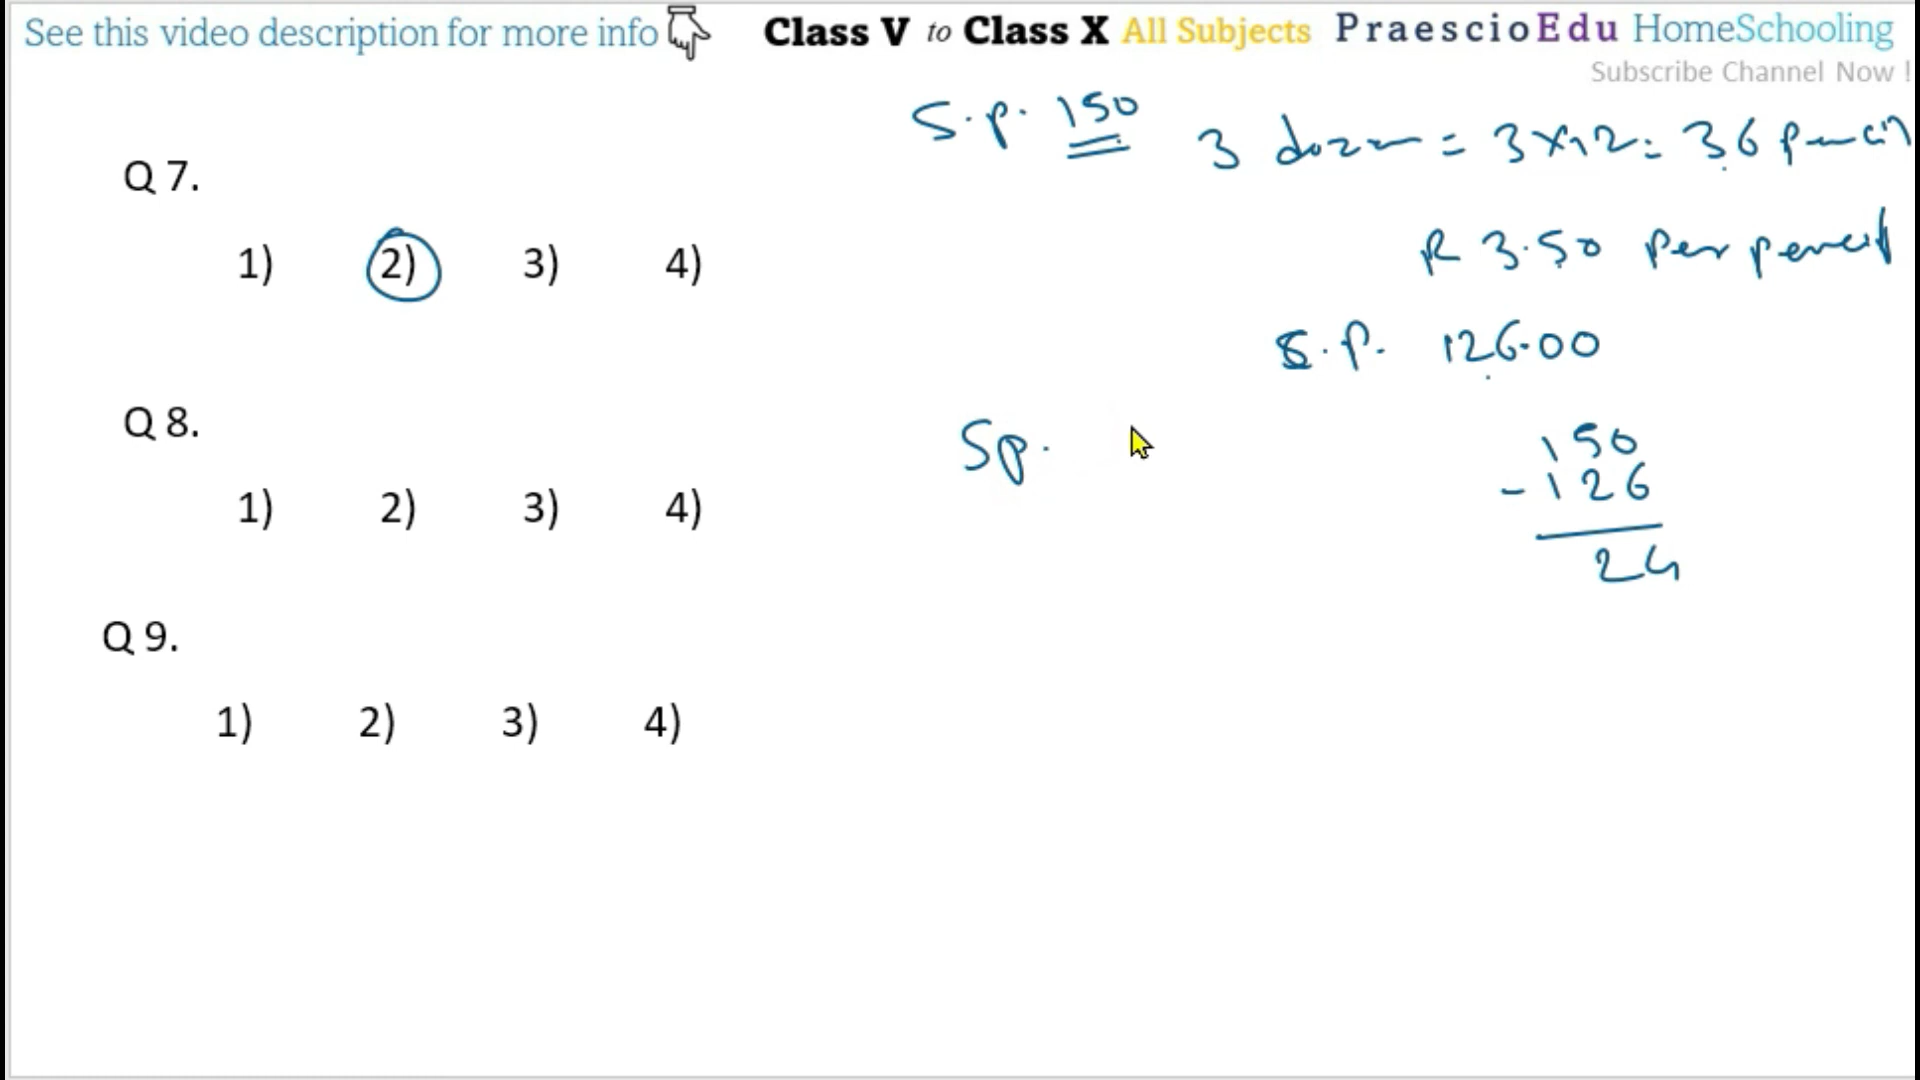 See this video description for more info Class V to Class X All Subjects PraescioEdu HomeSchooling
Subscribe Channel Now !
S.p. 150 3 dozen = 3×12= 36 pencil
Q 7.
R 3.50 Per pencil
1) 2) 3) 4)
S.P. 126.00
Q 8.
Sp.
150
-126
24
1) 2) 3) 4)
Q 9.
1) 2) 3) 4)